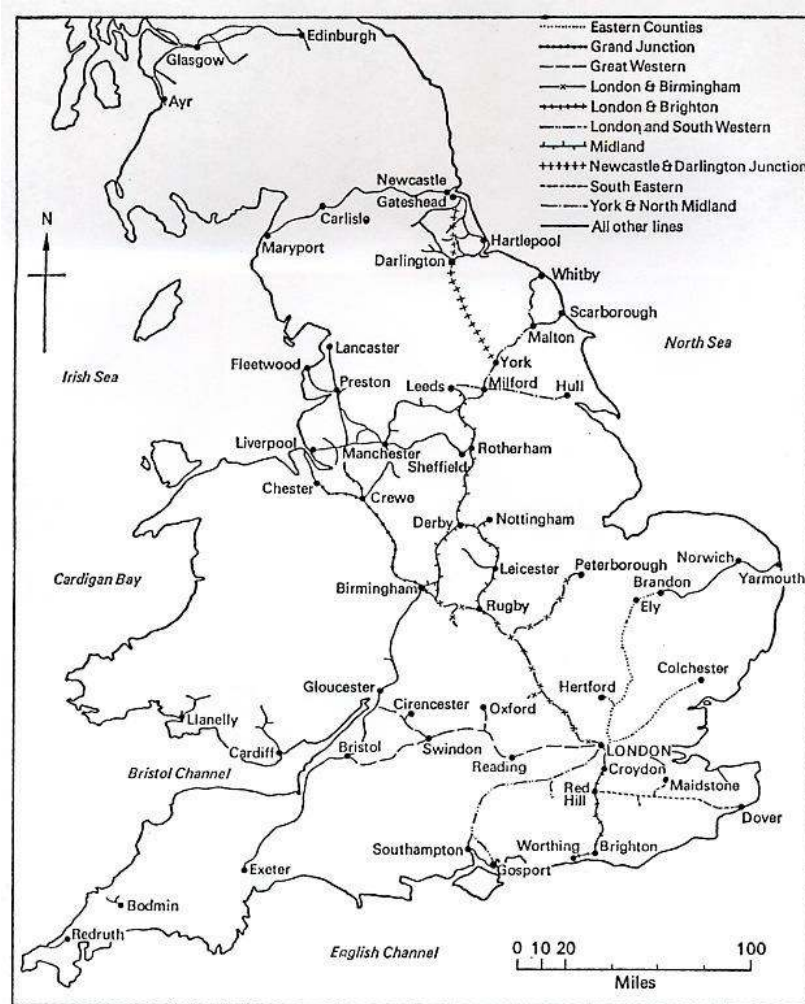 Eastern Counties
Grand Junction
Great Western
London & Birmingham
London & Brighton
London and South Western
Midland
Newcastle & Darlington Junction
South Eastern
York & North Midland
All other lines
Edinburgh
Glasgow
Ayr
N
Newcastle
Gateshead
Carlisle
Maryport
Hartlepool
Darlington
Whitby
Scarborough
Malton
North Sea
Lancaster
York
Fleetwood
Irish Sea
Preston
Leeds
Milford
Hull
Liverpool
Manchester
Rotherham
Sheffield
Chester
Crewe
Derby
Nottingham
Norwich
Cardigan Bay
Leicester
Peterborough
Brandon
Yarmouth
Birmingham
Ely
Rugby
Colchester
Gloucester
Hertford
Cirencester
Oxford
Llanelly
Cardiff
Bristol
Swindon
LONDON
Bristol Channel
Reading
Croydon
Maidstone
Red
Hill
Dover
Southampton
Worthing
Brighton
Exeter
Gosport
Bodmin
Redruth
English Channel
0 10 20 100
Miles